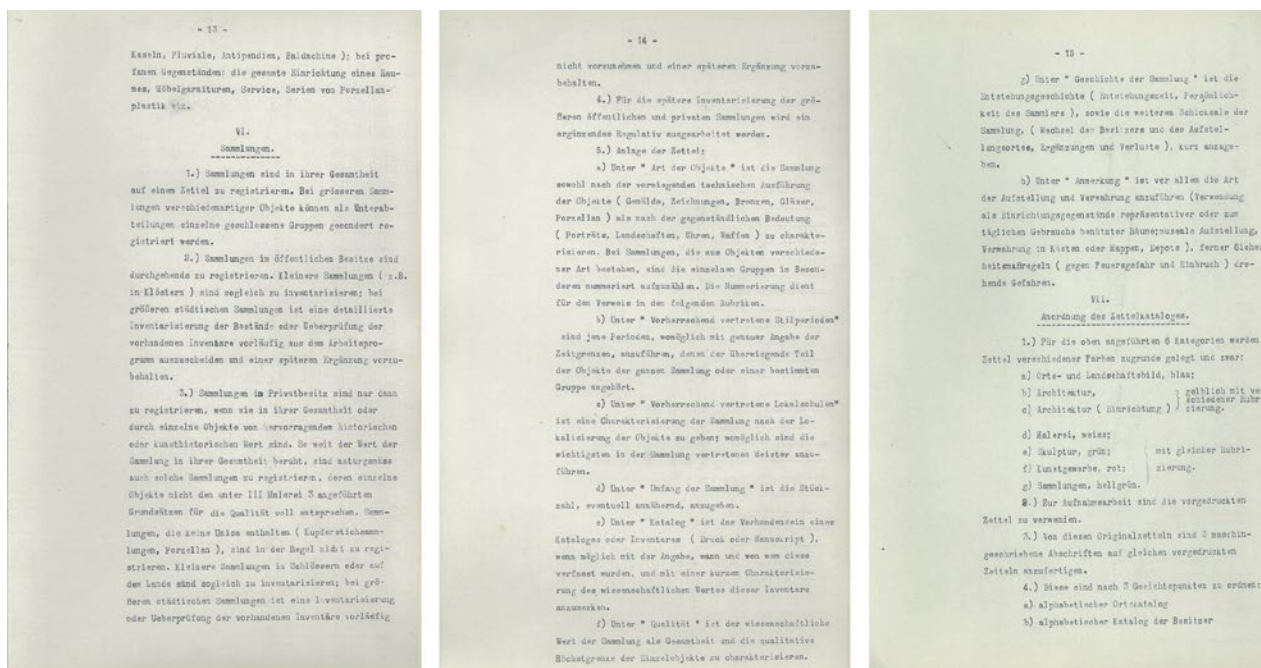 - 13 -
Kaseln, Pluviale, Antipendien, Baldachine ); bei pro-
fanen Gegenständen: die gesamte Einrichtung eines Rau-
mes, Möbelgarnituren, Service, Serien von Porzellan-
plastik etc.
VI.
Sammlungen.
1.) Sammlungen sind in ihrer Gesamtheit
auf einem Zettel zu registrieren. Bei grösseren Samm-
lungen verschiedenartiger Objekte können als Unterab-
teilungen einzelne geschlossene Gruppen gesondert re-
gistriert werden.
2.) Sammlungen in öffentlichen Besitze sind
durchgehends zu registrieren. Kleinere Sammlungen ( z.B.
in Klöstern ) sind sogleich zu inventarisieren; bei
größeren städtischen Sammlungen ist eine detaillierte
Inventarisierung der Bestände oder Ueberprüfung der
vorhandenen Inventare vorläufig aus dem Arbeitspro-
gramm auszuscheiden und einer späteren Ergänzung vorzu-
behalten.
3.) Sammlungen im Privatbesitz sind nur dann
zu registrieren, wenn sie in ihrer Gesamtheit oder
durch einzelne Objekte von hervorragendem historischen
oder kunsthistorischen Wert sind. So weit der Wert der
Sammlung in ihrer Gesamtheit beruht, sind naturgemäss
auch solche Sammlungen zu registrieren, deren einzelne
Objekte nicht den unter III Malerei 3 angeführten
Grundsätzen für die Qualität voll entsprechen. Samm-
lungen, die keine Unica enthalten ( Kupferstichsamm-
lungen, Porzellan ), sind in der Regel nicht zu regi-
strieren. Kleinere Sammlungen in Schlössern oder auf
dem Lande sind sogleich zu inventarisieren; bei grö-
ßeren städtischen Sammlungen ist eine Inventarisierung
oder Ueberprüfung der vorhandenen Inventäre vorläufig
- 14 -
nicht vorzunehmen und einer späteren Ergänzung vorzu-
behalten.
4.) Für die spätere Inventarisierung der grö-
ßeren öffentlichen und privaten Sammlungen wird ein
ergänzendes Regulativ ausgearbeitet werden.
5.) Anlage der Zettel:
a) Unter " Art der Objekte " ist die Sammlung
sowohl nach der vorwiegenden technischen Ausführung
der Objekte ( Gemälde, Zeichnungen, Bronzen, Gläser,
Porzellan ) als nach der gegenständlichen Bedeutung
( Porträts, Landschaften, Uhren, Waffen ) zu charakte-
risieren. Bei Sammlungen, die aus Objekten verschiede-
ner Art bestehen, sind die einzelnen Gruppen im Beson-
deren nummeriert aufzuzählen. Die Nummerierung dient
für den Verweis in den folgenden Rubriken.
b) Unter " Vorherrschend vertretene Stilperioden"
sind jene Perioden, womöglich mit genauer Angabe der
Zeitgrenzen, anzuführen, denen der überwiegende Teil
der Objekte der ganzen Sammlung oder einer bestimmten
Gruppe angehört.
c) Unter " Vorherrschend vertretene Lokalschulen"
ist eine Charakterisierung der Sammlung nach der Lo-
kalisierung der Objekte zu geben; womöglich sind die
wichtigsten in der Sammlung vertretenen Meister anzu-
führen.
d) Unter " Umfang der Sammlung " ist die Stück-
zahl, eventuell annähernd, anzugeben.
e) Unter " Katalog " ist das Vorhandensein eines
Kataloges oder Inventares ( Druck oder Manuskript ),
wenn möglich mit der Angabe, wann und von wem diese
verfasst wurden, und mit einer kurzen Charakterisie-
rung des wissenschaftlichen Wertes dieser Inventare
anzumerken.
f) Unter " Qualität " ist der wissenschaftliche
Wert der Sammlung als Gesamtheit und die qualitative
Höchstgrenze der Einzelobjekte zu charakterisieren.
- 15 -
g) Unter " Geschichte der Sammlung " ist die
Entstehungsgeschichte ( Entstehungszeit, Persönlich-
keit des Sammlers ), sowie die weiteren Schicksale der
Sammlung, ( Wechsel der Besitzers und des Aufstel-
lungsortes, Ergänzungen und Verluste ), kurz anzuge-
ben.
h) Unter " Anmerkung " ist vor allem die Art
der Aufstellung und Verwahrung anzuführen (Verwendung
als Einrichtungsgegenstände repräsentativer oder zum
täglichen Gebrauche benützter Räume;museale Aufstellung,
Verwahrung in Kästen oder Mappen, Depots ), ferner Sicher
heitsmaßregeln ( gegen Feuersgefahr und Einbruch ) dro-
hende Gefahren.
VII.
Anordnung des Zettelkataloges.
1.) Für die oben angeführten 6 Kategorien werden
Zettel verschiedener Farben zugrunde gelegt und zwar:
a) Orts- und Landschaftsbild, blau;
b) Architektur,
c) Architektur ( Einrichtung )
gelblich mit ve
schiedener Rubr
zierung.
d) Malerei, weiss;
e) Skulptur, grün;
f) Kunstgewerbe, rot;
mit gleicher Rubri-
zierung.
g) Sammlungen, hellgrün.
2.) Zur Aufnahmearbeit sind die vorgedruckten
Zettel zu verwenden.
3.) Von diesen Originalzetteln sind 3 maschin-
geschriebene Abschriften auf gleichen vorgedruckten
Zetteln anzufertigen.
4.) Diese sind nach 3 Gesichtspunkten zu ordnen:
a) alphabetischer Ortskatalog
b) alphabetischer Katalog der Besitzer